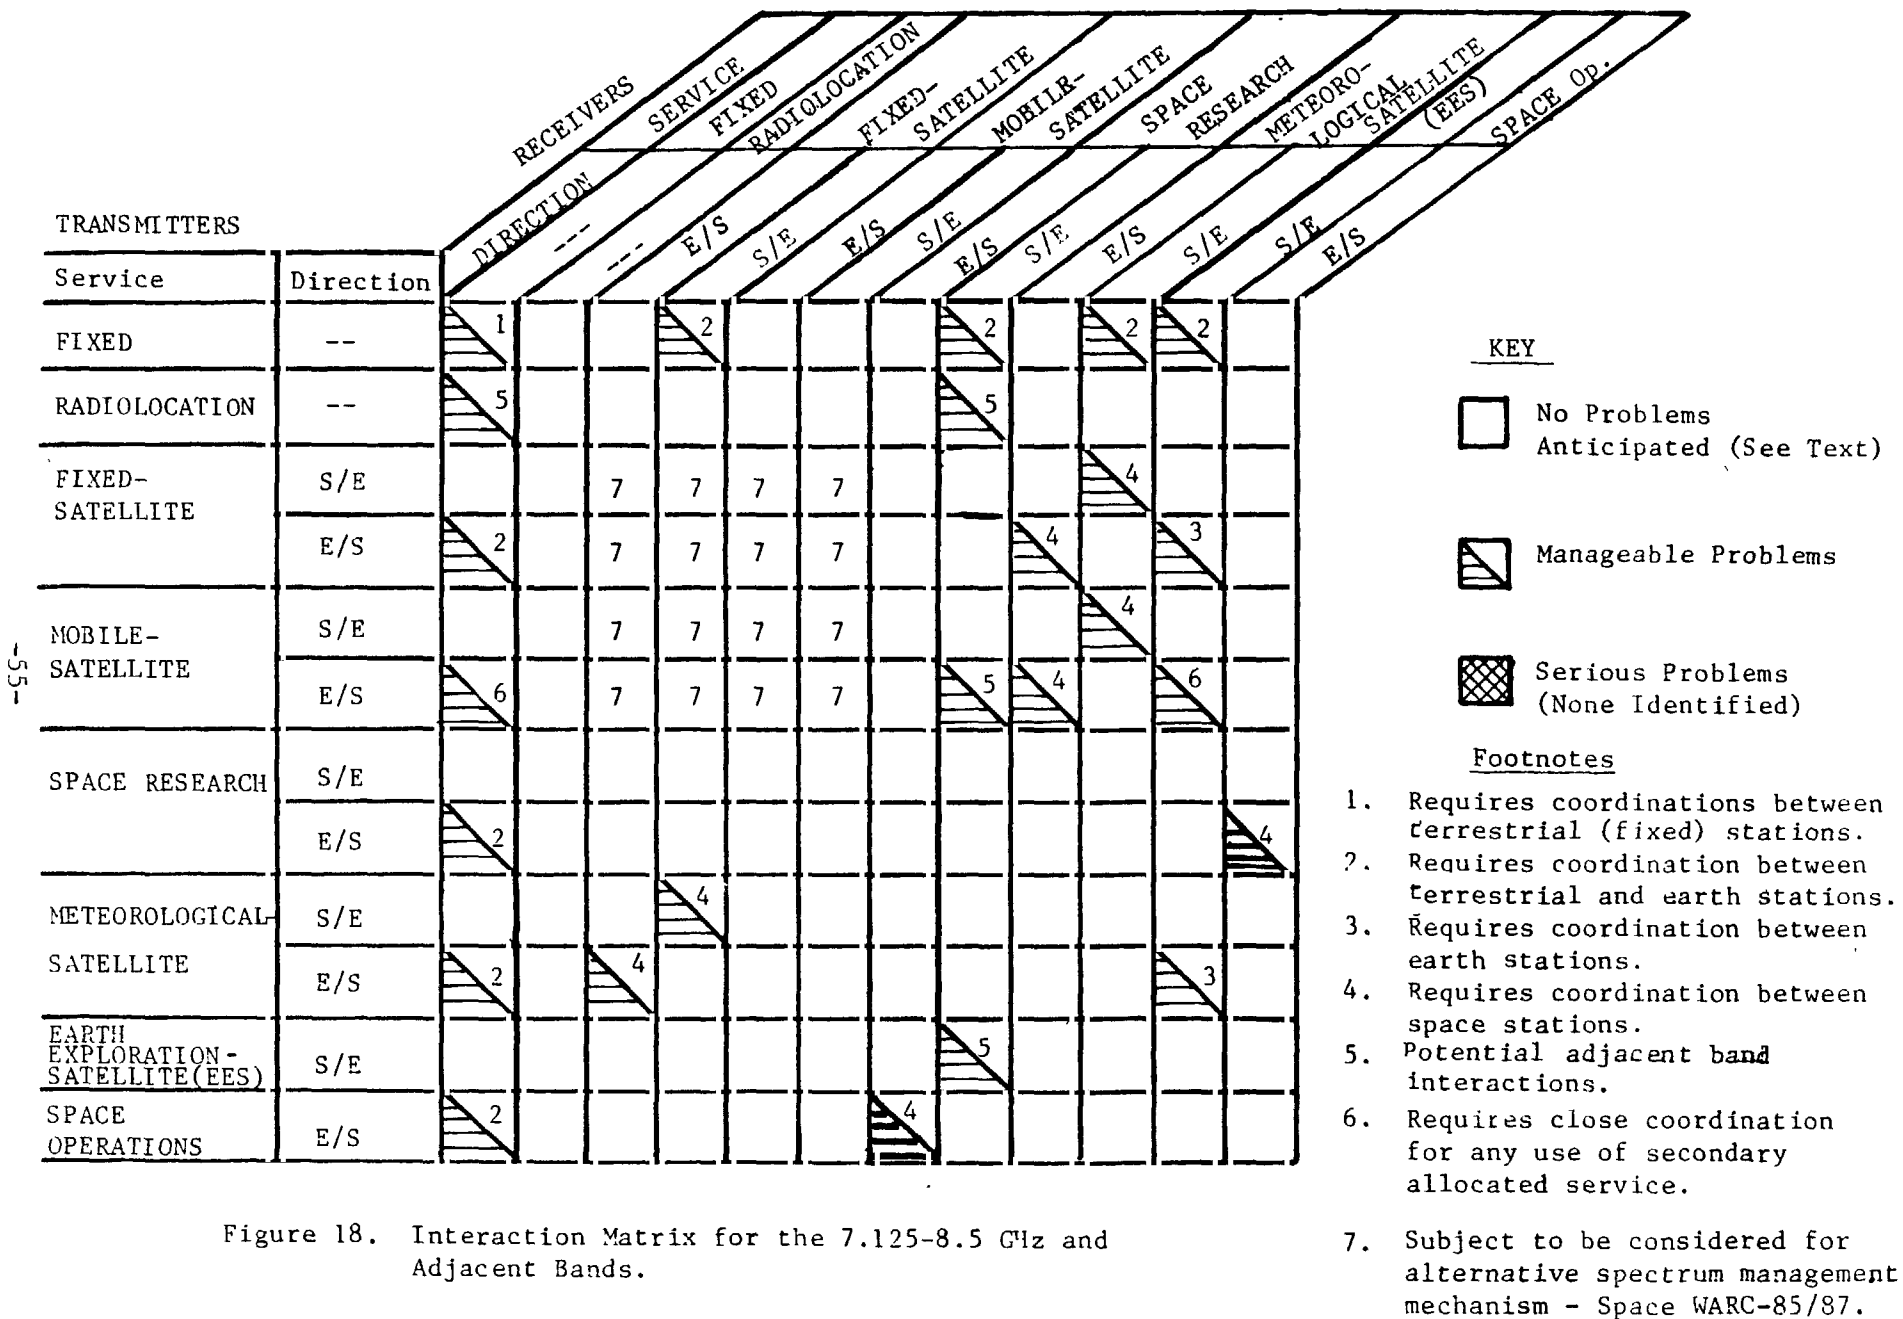 RECEIVERS
SERVICE
FIXED
RADIOLOCATION
FIXED-
SATELLITE
MOBILE-
SATELLITE
SPACE
RESEARCH
METEORO-
LOGICAL
SATELLITE
(EES)
SPACE Op.
DIRECTION
---
---
E/S
S/E
E/S
S/E
E/S
S/E
E/S
S/E
S/E
E/S
TRANSMITTERS
Service Direction
FIXED -- 1 2 2 2 2
RADIOLOCATION -- 5 5
FIXED-
SATELLITE
S/E 7 7 7 7 4
E/S 2 7 7 7 7 4 3
MOBILE-
SATELLITE
S/E 7 7 7 7 4
E/S 6 7 7 7 7 5 4 6
SPACE RESEARCH
S/E
E/S 2 4
METEOROLOGICAL-
SATELLITE
S/E 4
E/S 2 4 3
EARTH
EXPLORATION-
SATELLITE(EES)
S/E 5
SPACE
OPERATIONS
E/S 2 4
-55-
KEY
No Problems
Anticipated (See Text)
Manageable Problems
Serious Problems
(None Identified)
Footnotes
1. Requires coordinations between
terrestrial (fixed) stations.
2. Requires coordination between
terrestrial and earth stations.
3. Requires coordination between
earth stations.
4. Requires coordination between
space stations.
5. Potential adjacent band
interactions.
6. Requires close coordination
for any use of secondary
allocated service.
7. Subject to be considered for
alternative spectrum management
mechanism - Space WARC-85/87.
Figure 18. Interaction Matrix for the 7.125-8.5 GHz and
Adjacent Bands.